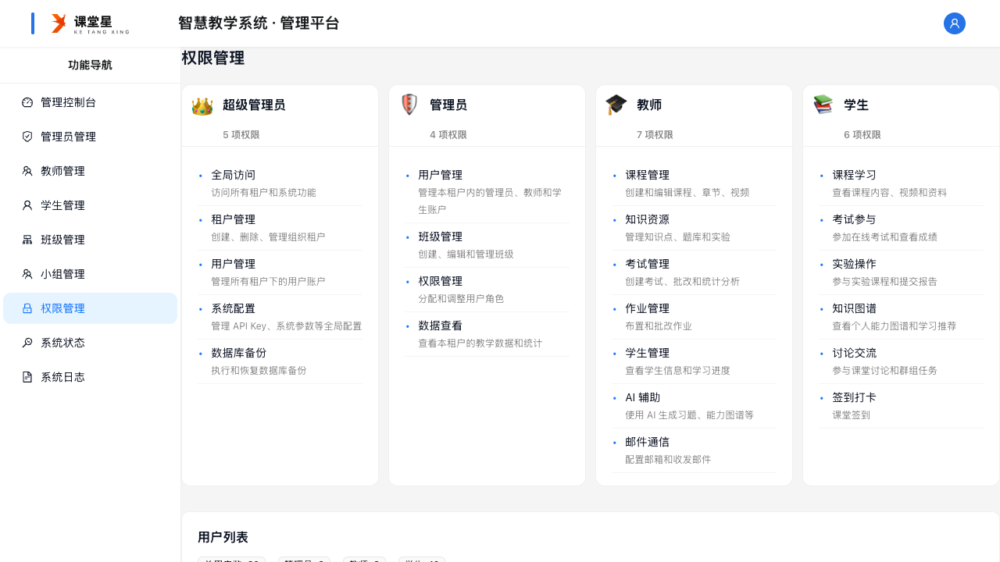 课堂星
KE TANG XING
智慧教学系统 · 管理平台
功能导航
管理控制台
管理员管理
教师管理
学生管理
班级管理
小组管理
权限管理
系统状态
系统日志
权限管理
超级管理员
5 项权限
全局访问
访问所有租户和系统功能
租户管理
创建、删除、管理组织租户
用户管理
管理所有租户下的用户账户
系统配置
管理 API Key、系统参数等全局配置
数据库备份
执行和恢复数据库备份
管理员
4 项权限
用户管理
管理本租户内的管理员、教师和学
生账户
班级管理
创建、编辑和管理班级
权限管理
分配和调整用户角色
数据查看
查看本租户的教学数据和统计
教师
7 项权限
课程管理
创建和编辑课程、章节、视频
知识资源
管理知识点、题库和实验
考试管理
创建考试、批改和统计分析
作业管理
布置和批改作业
学生管理
查看学生信息和学习进度
AI 辅助
使用 AI 生成习题、能力图谱等
邮件通信
配置邮箱和收发邮件
学生
6 项权限
课程学习
查看课程内容、视频和资料
考试参与
参加在线考试和查看成绩
实验操作
参与实验课程和提交报告
知识图谱
查看个人能力图谱和学习推荐
讨论交流
参与课堂讨论和群组任务
签到打卡
课堂签到
用户列表